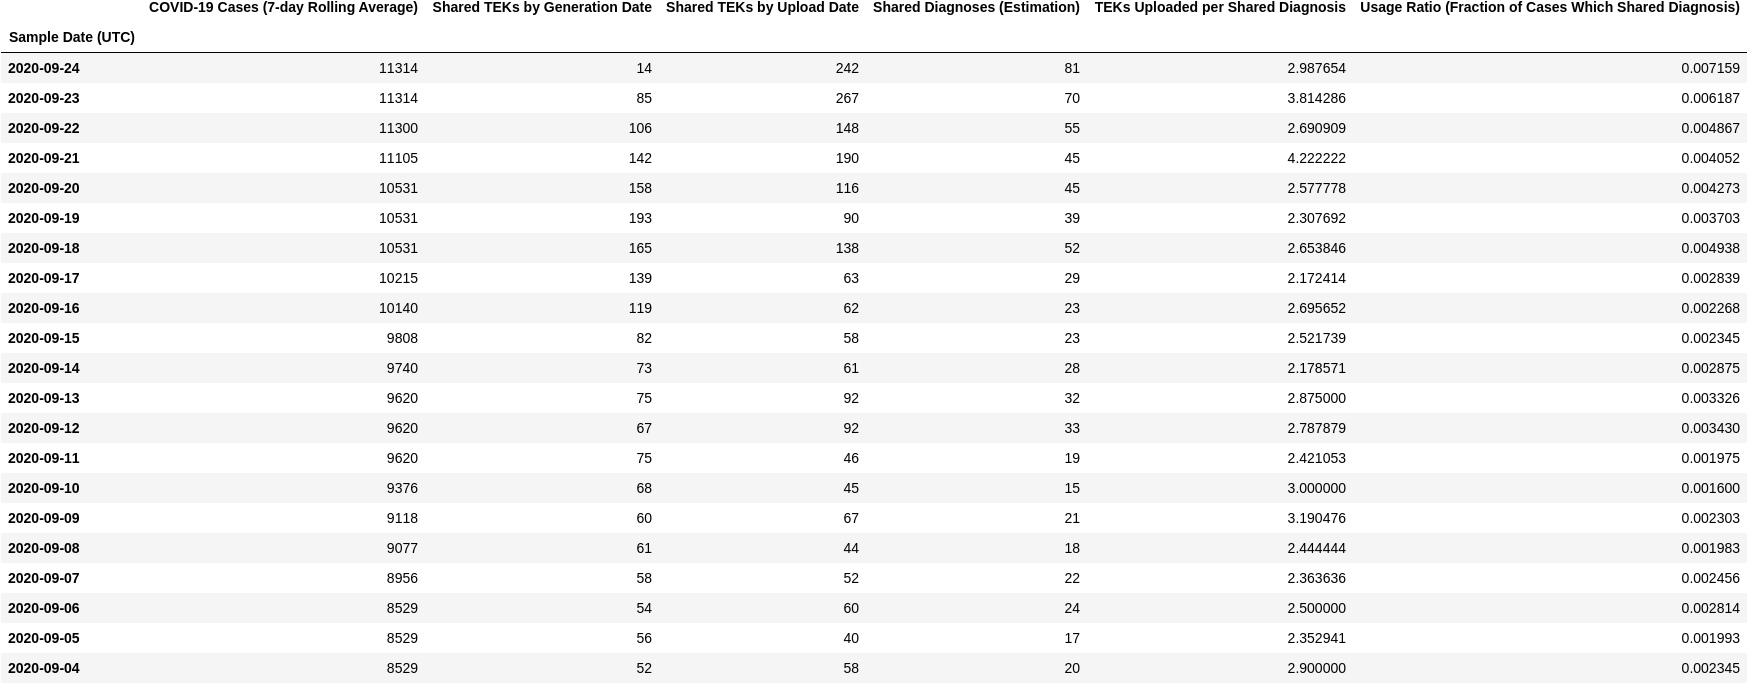 COVID-19 Cases (7-day Rolling Average) Shared TEKs by Generation Date Shared TEKs by Upload Date Shared Diagnoses (Estimation) TEKs Uploaded per Shared Diagnosis Usage Ratio (Fraction of Cases Which Shared Diagnosis)
Sample Date (UTC)
2020-09-24 11314 14 242 81 2.987654 0.007159
2020-09-23 11314 85 267 70 3.814286 0.006187
2020-09-22 11300 106 148 55 2.690909 0.004867
2020-09-21 11105 142 190 45 4.222222 0.004052
2020-09-20 10531 158 116 45 2.577778 0.004273
2020-09-19 10531 193 90 39 2.307692 0.003703
2020-09-18 10531 165 138 52 2.653846 0.004938
2020-09-17 10215 139 63 29 2.172414 0.002839
2020-09-16 10140 119 62 23 2.695652 0.002268
2020-09-15 9808 82 58 23 2.521739 0.002345
2020-09-14 9740 73 61 28 2.178571 0.002875
2020-09-13 9620 75 92 32 2.875000 0.003326
2020-09-12 9620 67 92 33 2.787879 0.003430
2020-09-11 9620 75 46 19 2.421053 0.001975
2020-09-10 9376 68 45 15 3.000000 0.001600
2020-09-09 9118 60 67 21 3.190476 0.002303
2020-09-08 9077 61 44 18 2.444444 0.001983
2020-09-07 8956 58 52 22 2.363636 0.002456
2020-09-06 8529 54 60 24 2.500000 0.002814
2020-09-05 8529 56 40 17 2.352941 0.001993
2020-09-04 8529 52 58 20 2.900000 0.002345